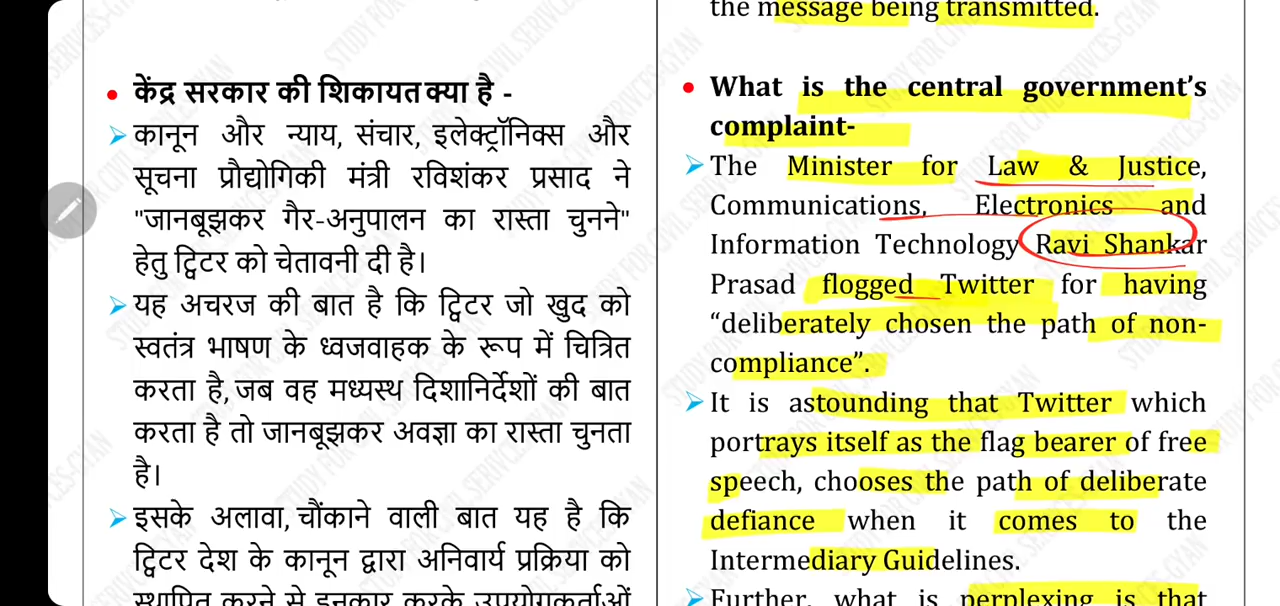 केंद्र सरकार की शिकायत क्या है -
कानून और न्याय, संचार, इलेक्ट्रॉनिक्स और
सूचना प्रौद्योगिकी मंत्री रविशंकर प्रसाद ने
"जानबूझकर गैर-अनुपालन का रास्ता चुनने"
हेतु ट्विटर को चेतावनी दी है।
यह अचरज की बात है कि ट्विटर जो खुद को
स्वतंत्र भाषण के ध्वजवाहक के रूप में चित्रित
करता है, जब वह मध्यस्थ दिशानिर्देशों की बात
करता है तो जानबूझकर अवज्ञा का रास्ता चुनता
है।
इसके अलावा, चौंकाने वाली बात यह है कि
ट्विटर देश के कानून द्वारा अनिवार्य प्रक्रिया को
स्थापित करने से इनकार करके उपयोगकर्ताओं
the message being transmitted.
What is the central government's
complaint-
The Minister for Law & Justice,
Communications, Electronics and
Information Technology Ravi Shankar
Prasad flogged Twitter for having
“deliberately chosen the path of non-
compliance”.
It is astounding that Twitter which
portrays itself as the flag bearer of free
speech, chooses the path of deliberate
defiance when it comes to the
Intermediary Guidelines.
Further, what is perplexing is that